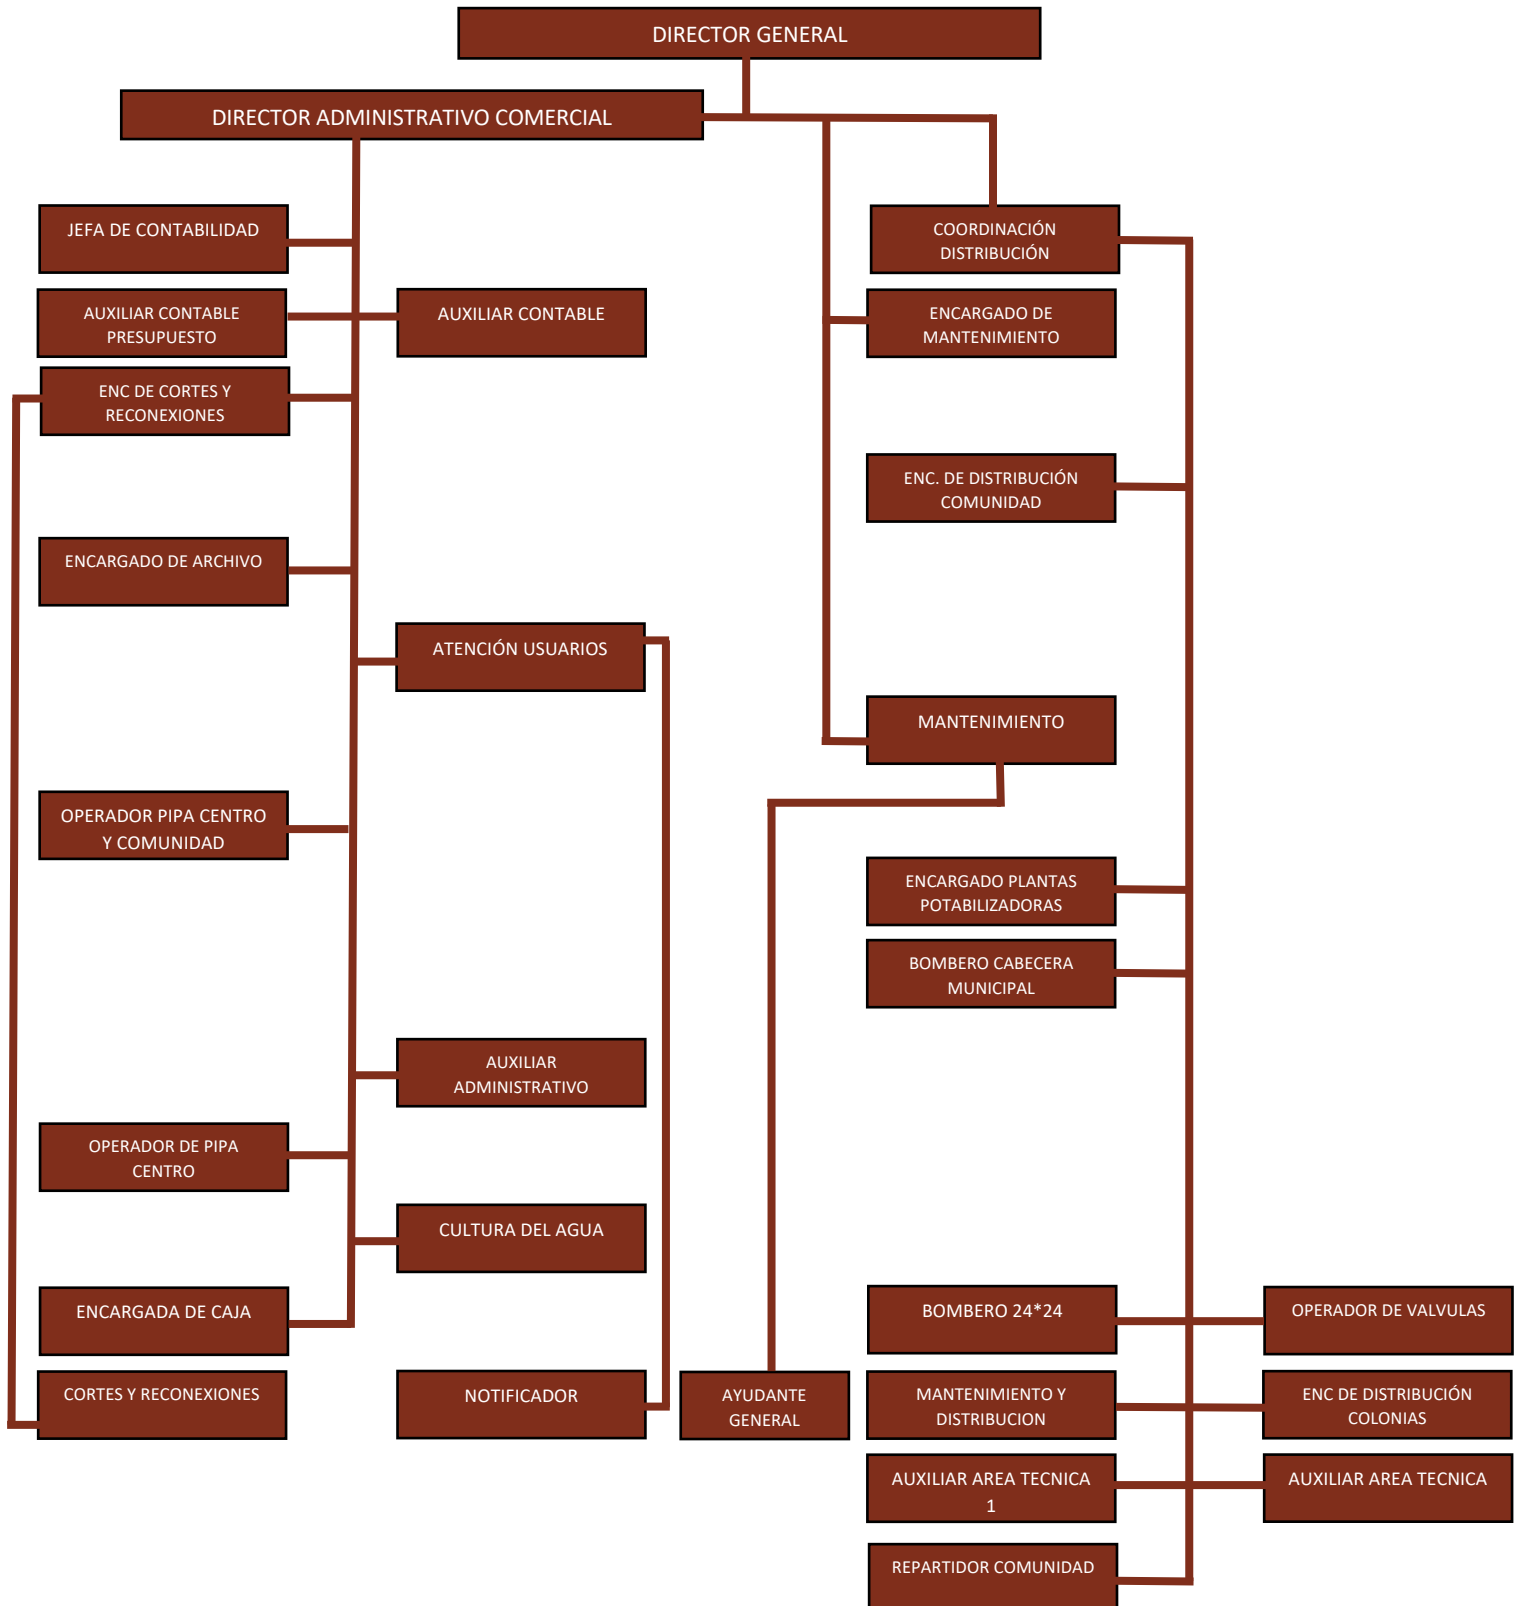 DIRECTOR GENERAL
DIRECTOR ADMINISTRATIVO COMERCIAL
JEFA DE CONTABILIDAD
COORDINACIÓN
DISTRIBUCIÓN
AUXILIAR CONTABLE
PRESUPUESTO
AUXILIAR CONTABLE
ENCARGADO DE
MANTENIMIENTO
ENC DE CORTES Y
RECONEXIONES
ENC. DE DISTRIBUCIÓN
COMUNIDAD
ENCARGADO DE ARCHIVO
ATENCIÓN USUARIOS
MANTENIMIENTO
OPERADOR PIPA CENTRO
Y COMUNIDAD
ENCARGADO PLANTAS
POTABILIZADORAS
BOMBERO CABECERA
MUNICIPAL
AUXILIAR
ADMINISTRATIVO
OPERADOR DE PIPA
CENTRO
CULTURA DEL AGUA
ENCARGADA DE CAJA
BOMBERO 24*24
OPERADOR DE VALVULAS
CORTES Y RECONEXIONES
NOTIFICADOR
AYUDANTE
GENERAL
MANTENIMIENTO Y
DISTRIBUCION
ENC DE DISTRIBUCIÓN
COLONIAS
AUXILIAR AREA TECNICA
1
AUXILIAR AREA TECNICA
REPARTIDOR COMUNIDAD